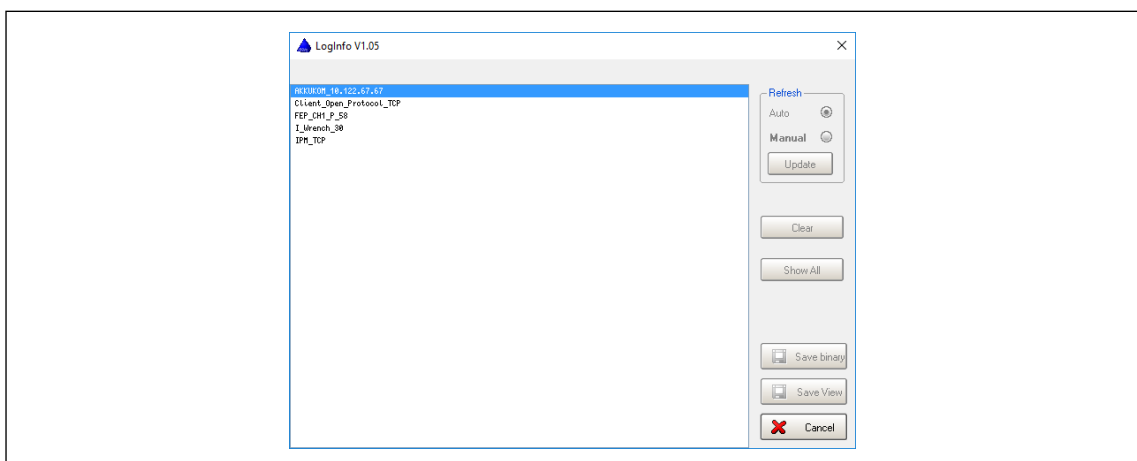 LogInfo V1.05
AKKUKOM_10.122.67.67
Client_Open_Protocol_TCP
FEP_CH1_P_58
I_Wrench_30
IPM_TCP
Refresh
Auto
Manual
Update
Clear
Show All
Save binary
Save View
Cancel